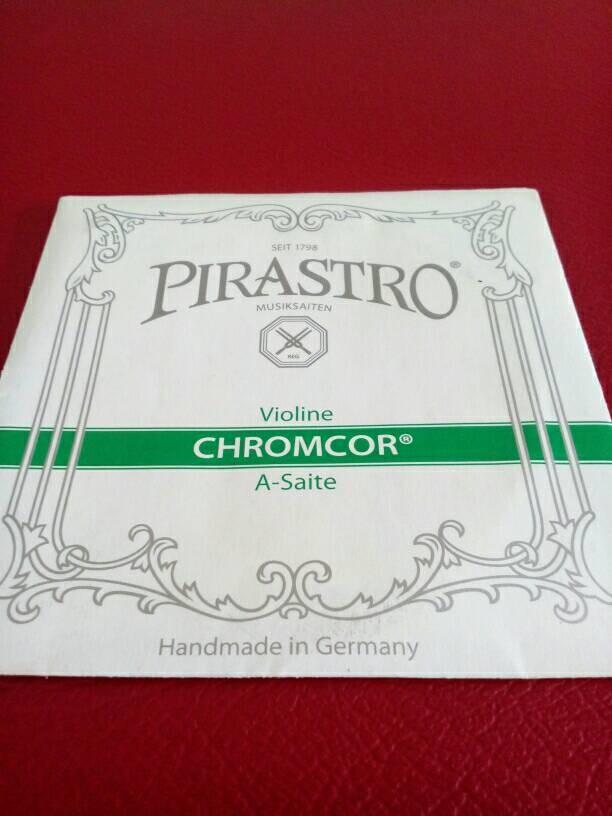 SEIT 1798
PIRASTRO®
MUSIKSAITEN
REG
Violine
CHROMCOR®
A-Saite
Handmade in Germany